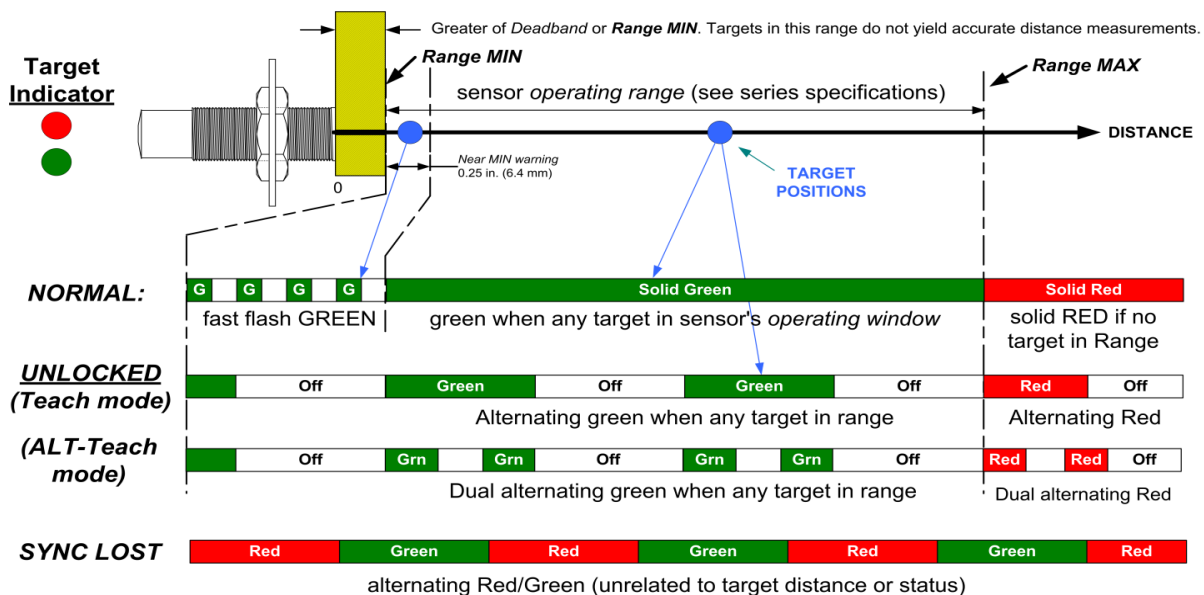 Greater of Deadband or Range MIN. Targets in this range do not yield accurate distance measurements.
Target
Indicator
Range MIN
Range MAX
sensor operating range (see series specifications)
DISTANCE
Near MIN warning
0.25 in. (6.4 mm)
TARGET
POSITIONS
0
NORMAL:
G G G G Solid Green Solid Red
fast flash GREEN
green when any target in sensor's operating window
solid RED if no
target in Range
UNLOCKED
(Teach mode)
Off Green Off Green Off Red Off
Alternating green when any target in range
Alternating Red
(ALT-Teach
mode)
Off Grn Grn Off Grn Grn Off Red Red Off
Dual alternating green when any target in range
Dual alternating Red
SYNC LOST
Red Green Red Green Red Green Red
alternating Red/Green (unrelated to target distance or status)